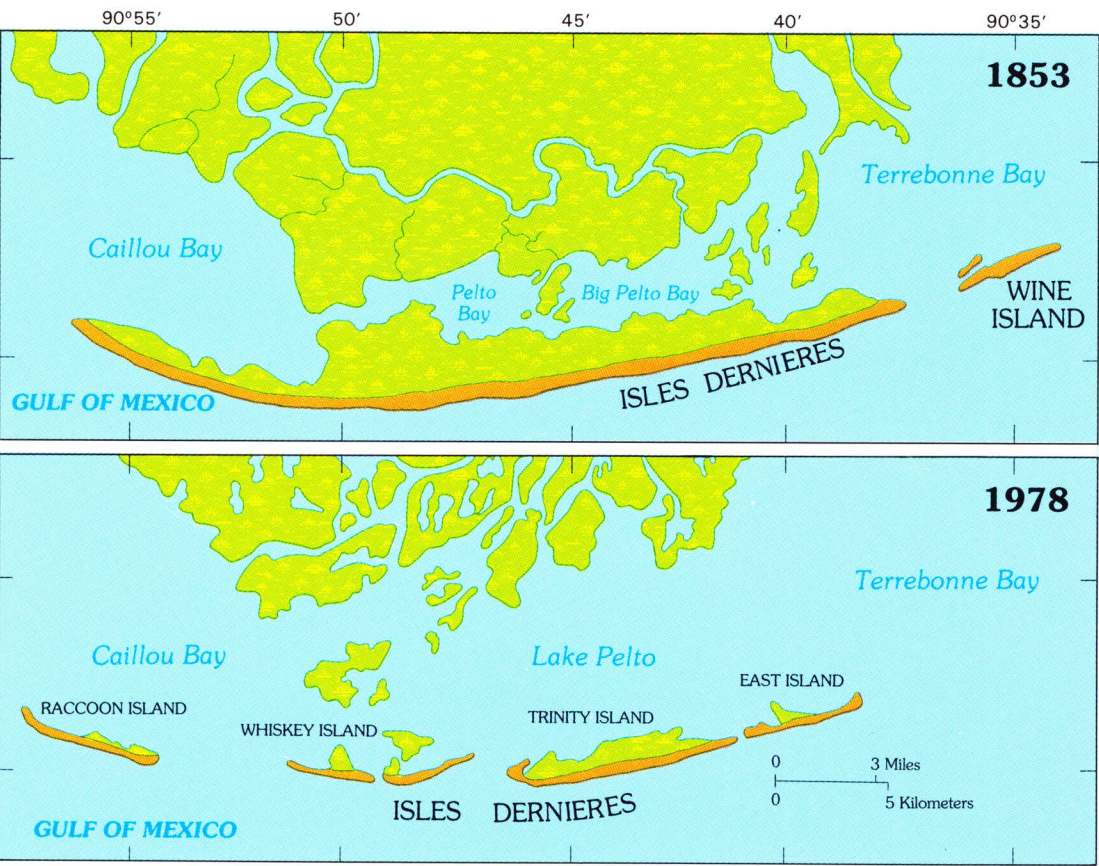 90°55′ 50′ 45′ 40′ 90°35′
1853
Terrebonne Bay
Caillou Bay
Pelto
Bay
Big Pelto Bay
WINE
ISLAND
ISLES DERNIERES
GULF OF MEXICO
1978
Terrebonne Bay
Caillou Bay
Lake Pelto
EAST ISLAND
RACCOON ISLAND
TRINITY ISLAND
WHISKEY ISLAND
0 3 Miles
0 5 Kilometers
ISLES DERNIERES
GULF OF MEXICO